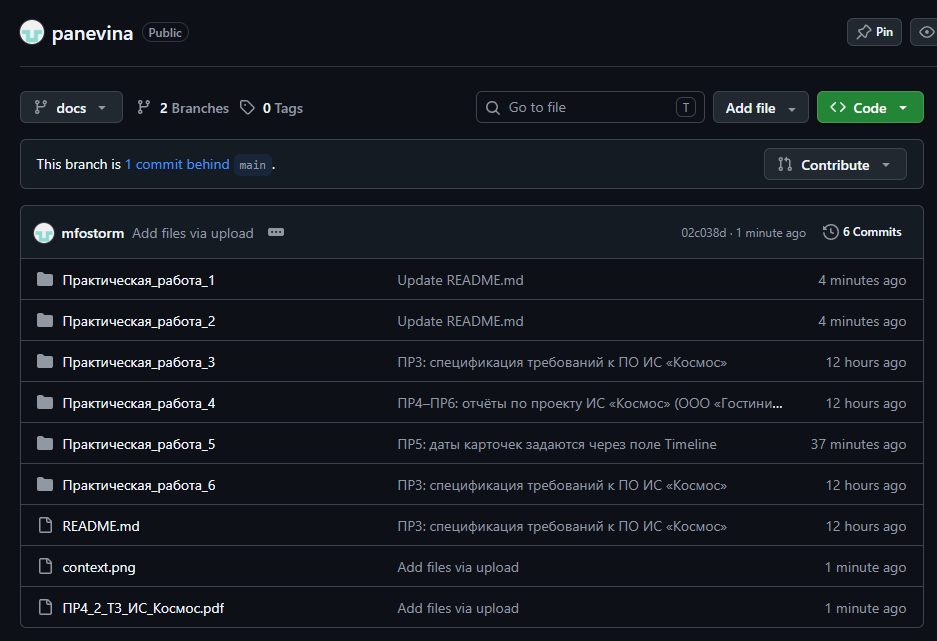 panevina Public Pin
docs 2 Branches 0 Tags Go to file T Add file Code
This branch is 1 commit behind main .
Contribute
mfostorm Add files via upload 02c038d · 1 minute ago 6 Commits
Практическая_работа_1 Update README.md 4 minutes ago
Практическая_работа_2 Update README.md 4 minutes ago
Практическая_работа_3 ПР3: спецификация требований к ПО ИС «Космос» 12 hours ago
Практическая_работа_4 ПР4–ПР6: отчёты по проекту ИС «Космос» (ООО «Гостини... 12 hours ago
Практическая_работа_5 ПР5: даты карточек задаются через поле Timeline 37 minutes ago
Практическая_работа_6 ПР3: спецификация требований к ПО ИС «Космос» 12 hours ago
README.md ПР3: спецификация требований к ПО ИС «Космос» 12 hours ago
context.png Add files via upload 1 minute ago
ПР4_2_ТЗ_ИС_Космос.pdf Add files via upload 1 minute ago